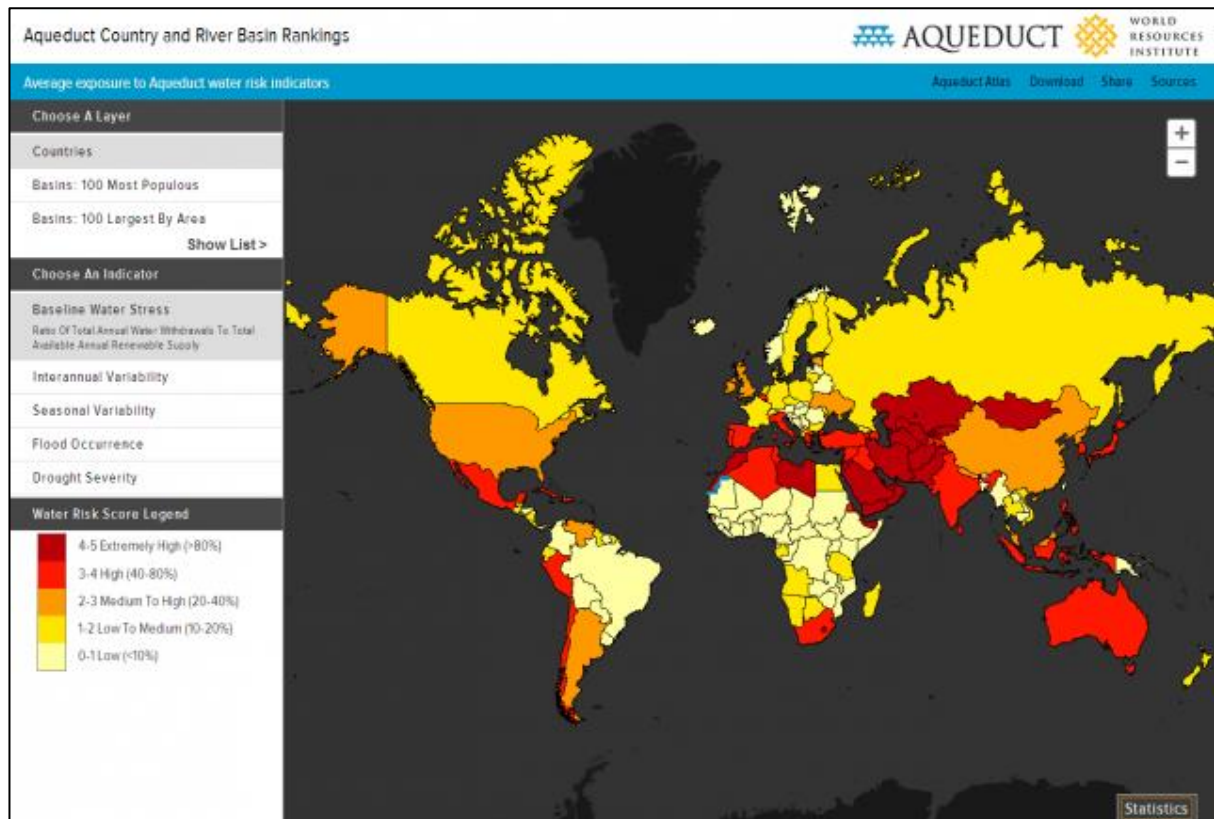 Aqueduct Country and River Basin Rankings
AQUEDUCT
WORLD
RESOURCES
INSTITUTE
Average exposure to Aqueduct water risk indicators
Aqueduct Atlas Download Share Sources
Choose A Layer
Countries
Basins: 100 Most Populous
Basins: 100 Largest By Area
Show List >
Choose An Indicator
Baseline Water Stress
Ratio Of Total Annual Water Withdrawals To Total
Available Annual Renewable Supply
Interannual Variability
Seasonal Variability
Flood Occurrence
Drought Severity
Water Risk Score Legend
4-5 Extremely High (>80%)
3-4 High (40-80%)
2-3 Medium To High (20-40%)
1-2 Low To Medium (10-20%)
0-1 Low (<10%)
+
−
Statistics